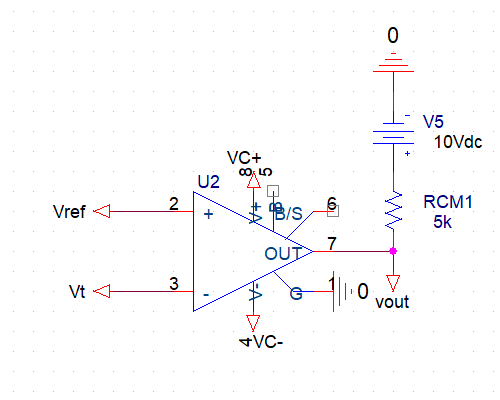 0
V5
-
10Vdc
+
VC+
8
5
U2
V+
B
B/S
6
Vref
2
+
RCM1
5k
OUT
7
Vt
3
-
V-
G
1
0
vout
4
VC-